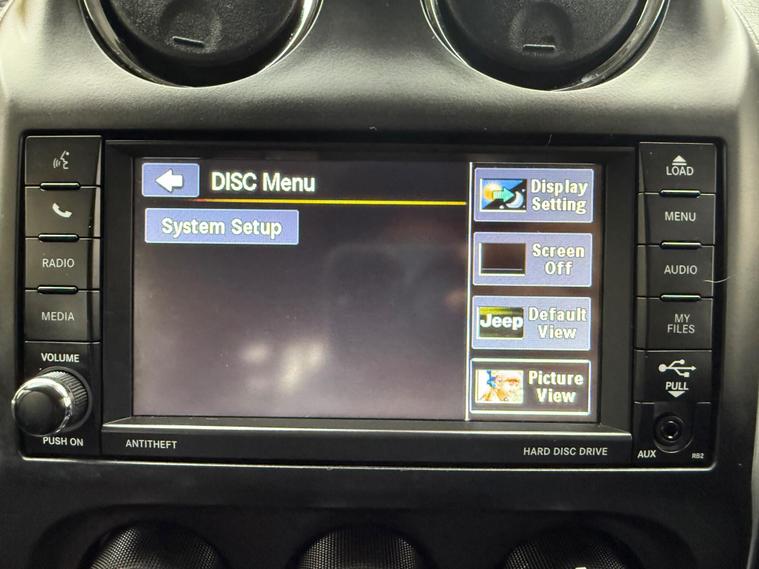 DISC Menu
System Setup
Display
Setting
Screen
Off
Jeep
Default
View
Picture
View
RADIO
MEDIA
VOLUME
PUSH ON
ANTITHEFT
HARD DISC DRIVE
LOAD
MENU
AUDIO
MY
FILES
PULL
AUX
RB2